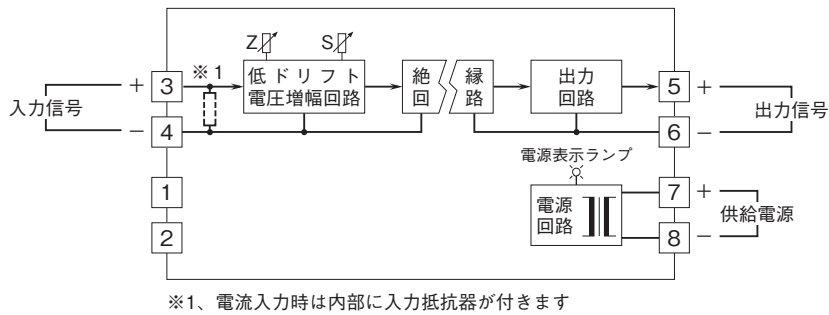 Z S
※1
低ドリフト
電圧増幅回路
絶
回
縁
路
出力
回路
+ 3
入力信号
− 4
1
2
5 +
出力信号
6 −
電源表示ランプ
電源
回路
7 +
供給電源
8 −
※1、電流入力時は内部に入力抵抗器が付きます